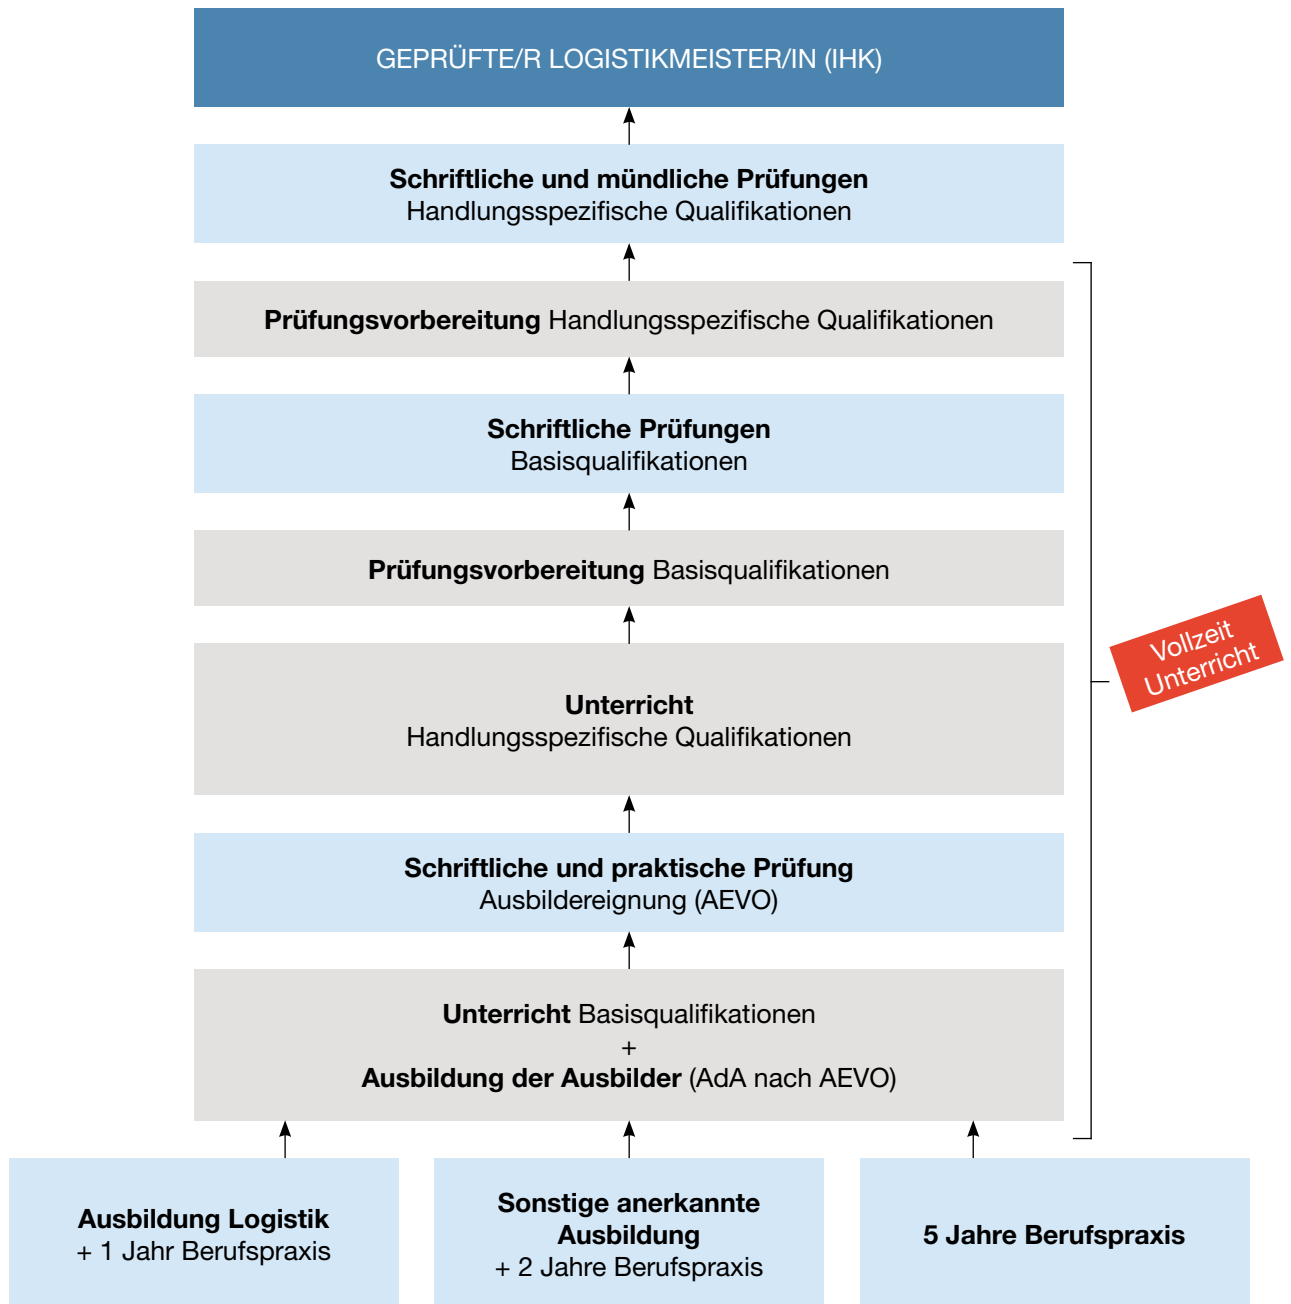 GEPRÜFTE/R LOGISTIKMEISTER/IN (IHK)
Schriftliche und mündliche Prüfungen
Handlungsspezifische Qualifikationen
Prüfungsvorbereitung Handlungsspezifische Qualifikationen
Schriftliche Prüfungen
Basisqualifikationen
Prüfungsvorbereitung Basisqualifikationen
Vollzeit
Unterricht
Unterricht
Handlungsspezifische Qualifikationen
Schriftliche und praktische Prüfung
Ausbildereignung (AEVO)
Unterricht Basisqualifikationen
+
Ausbildung der Ausbilder (AdA nach AEVO)
Ausbildung Logistik
+ 1 Jahr Berufspraxis
Sonstige anerkannte
Ausbildung
+ 2 Jahre Berufspraxis
5 Jahre Berufspraxis